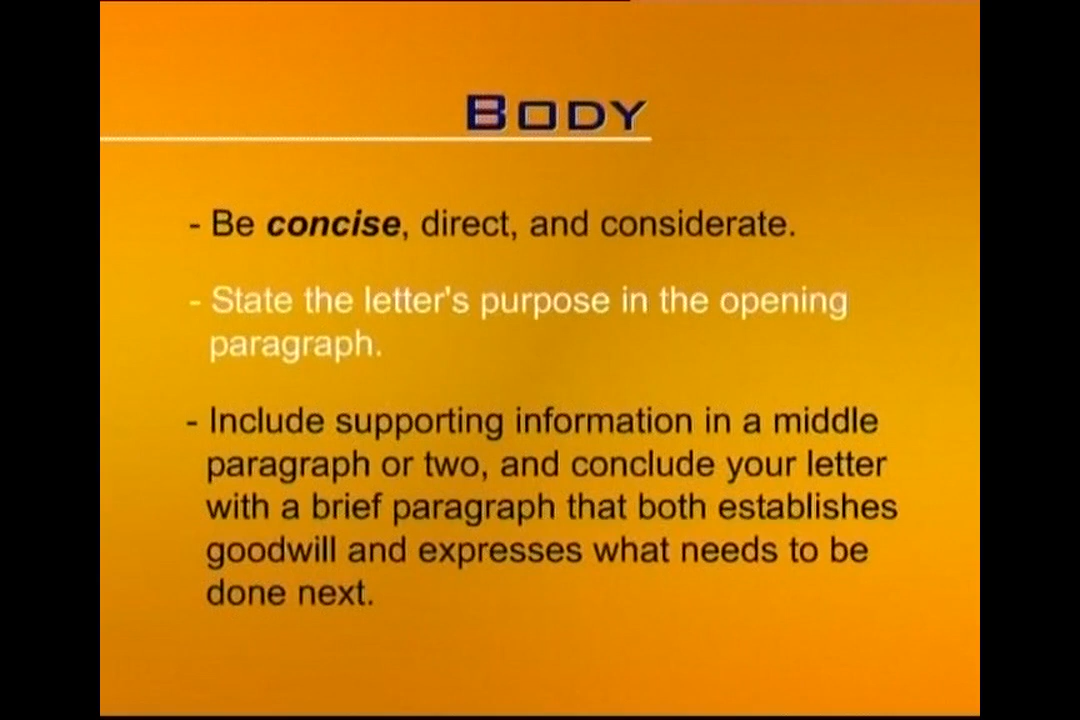 BODY
- Be concise, direct, and considerate.
- State the letter's purpose in the opening
paragraph.
- Include supporting information in a middle
paragraph or two, and conclude your letter
with a brief paragraph that both establishes
goodwill and expresses what needs to be
done next.